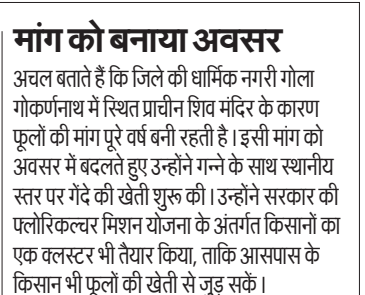 मांग को बनाया अवसर
अचल बताते हैं कि जिले की धार्मिक नगरी गोला
गोकर्णनाथ में स्थित प्राचीन शिव मंदिर के कारण
फूलों की मांग पूरे वर्ष बनी रहती है। इसी मांग को
अवसर में बदलते हुए उन्होंने गन्ने के साथ स्थानीय
स्तर पर गेंदे की खेती शुरू की। उन्होंने सरकार की
फ्लोरिकल्चर मिशन योजना के अंतर्गत किसानों का
एक क्लस्टर भी तैयार किया, ताकि आसपास के
किसान भी फूलों की खेती से जुड़ सकें।